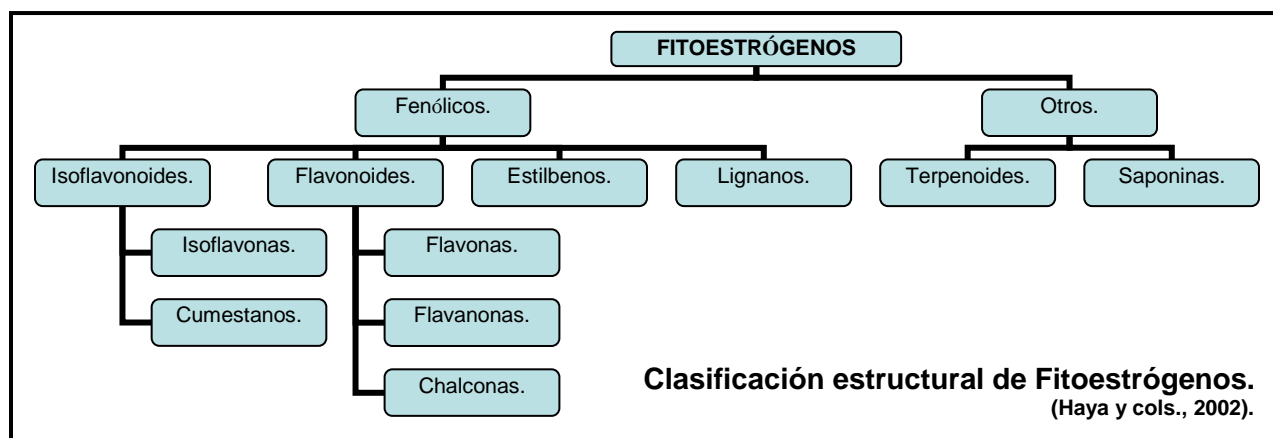 FITOESTRÓGENOS
Fenólicos.
Otros.
Isoflavonoides.
Flavonoides.
Estilbenos.
Lignanos.
Terpenoides.
Saponinas.
Isoflavonas.
Flavonas.
Cumestanos.
Flavanonas.
Chalconas.
Clasificación estructural de Fitoestrógenos.
(Haya y cols., 2002).